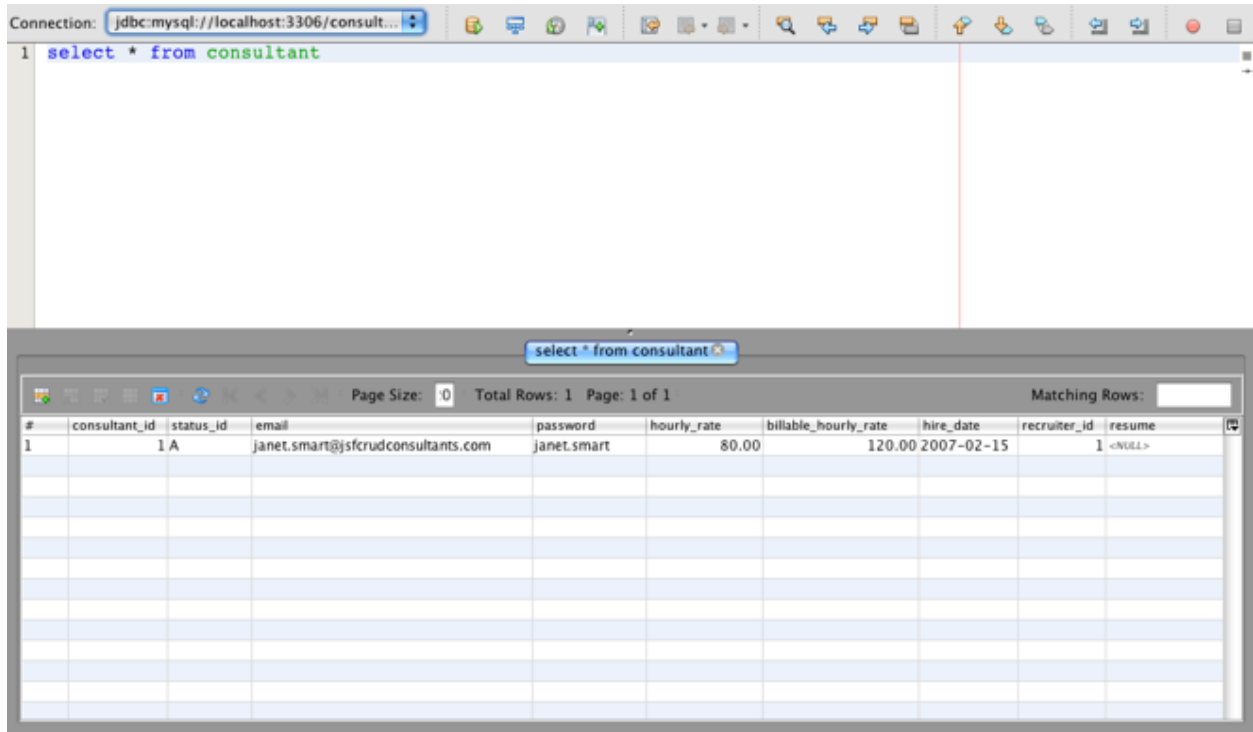 Connection: jdbc:mysql://localhost:3306/consult...
1 select * from consultant
select * from consultant
Page Size: Total Rows: 1 Page: 1 of 1 Matching Rows:
# consultant_id status_id email password hourly_rate billable_hourly_rate hire_date recruiter_id resume
1 1 A janet.smart@jsfcrudconsultants.com janet.smart 80.00 120.00 2007-02-15 1 <NULL>